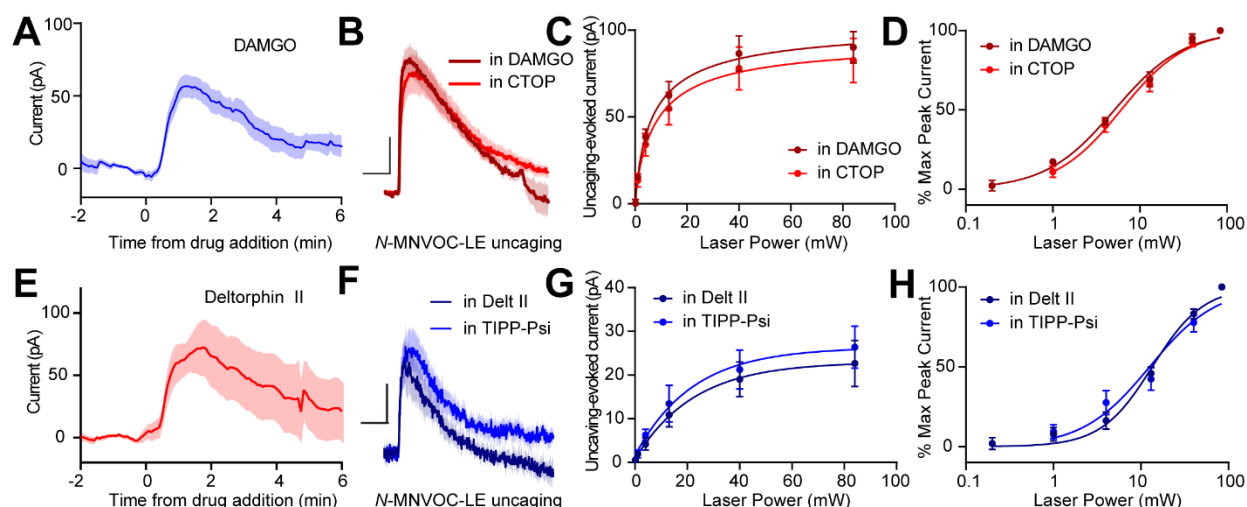 A
DAMGO
Current (pA)
100
50
0
-2
0
2
4
6
Time from drug addition (min)
B
in DAMGO
in CTOP
N-MNVOC-LE uncaging
C
Uncaging-evoked current (pA)
100
50
0
in DAMGO
in CTOP
0
20
40
60
80
100
Laser Power (mW)
D
in DAMGO
in CTOP
% Max Peak Current
100
50
0
0.1
1
10
100
Laser Power (mW)
E
Deltorphin II
Current (pA)
100
50
0
-2
0
2
4
6
Time from drug addition (min)
F
in Delt II
in TIPP-Psi
N-MNVOC-LE uncaging
G
Uncaving-evoked current (pA)
40
30
20
10
0
in Delt II
in TIPP-Psi
0
20
40
60
80
100
Laser Power (mW)
H
in Delt II
in TIPP-Psi
% Max Peak Current
100
50
0
0.1
1
10
100
Laser Power (mW)